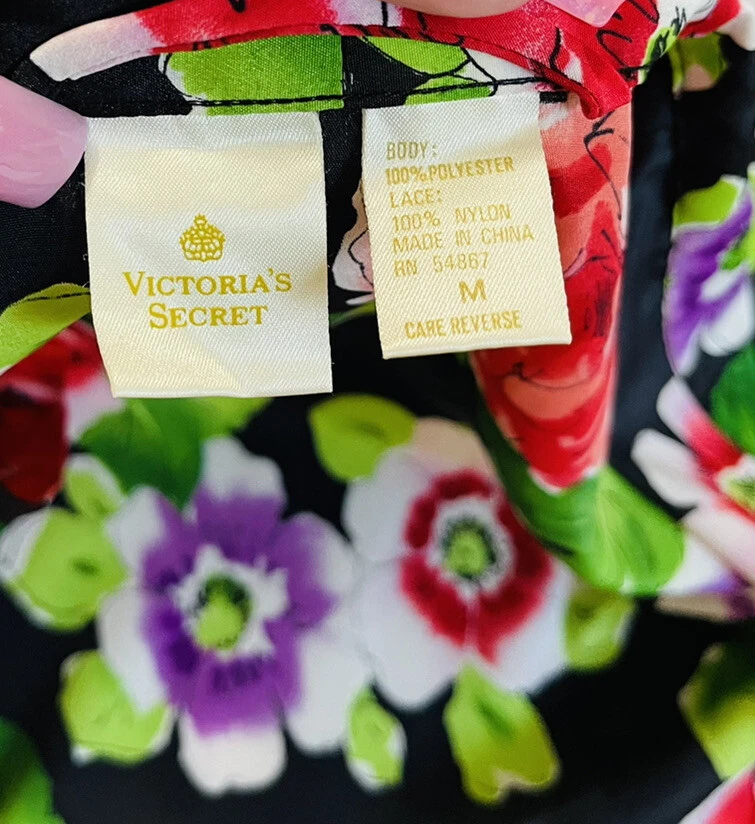 VICTORIA'S
SECRET
BODY:
100% POLYESTER
LACE:
100% NYLON
MADE IN CHINA
RN 54867
M
CARE REVERSE